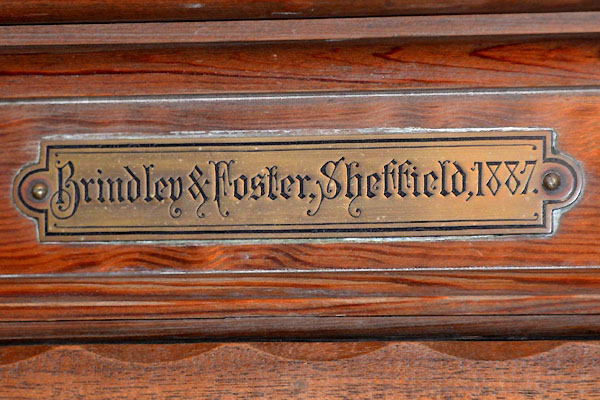 Brindley & Foster, Sheffield, 1887.